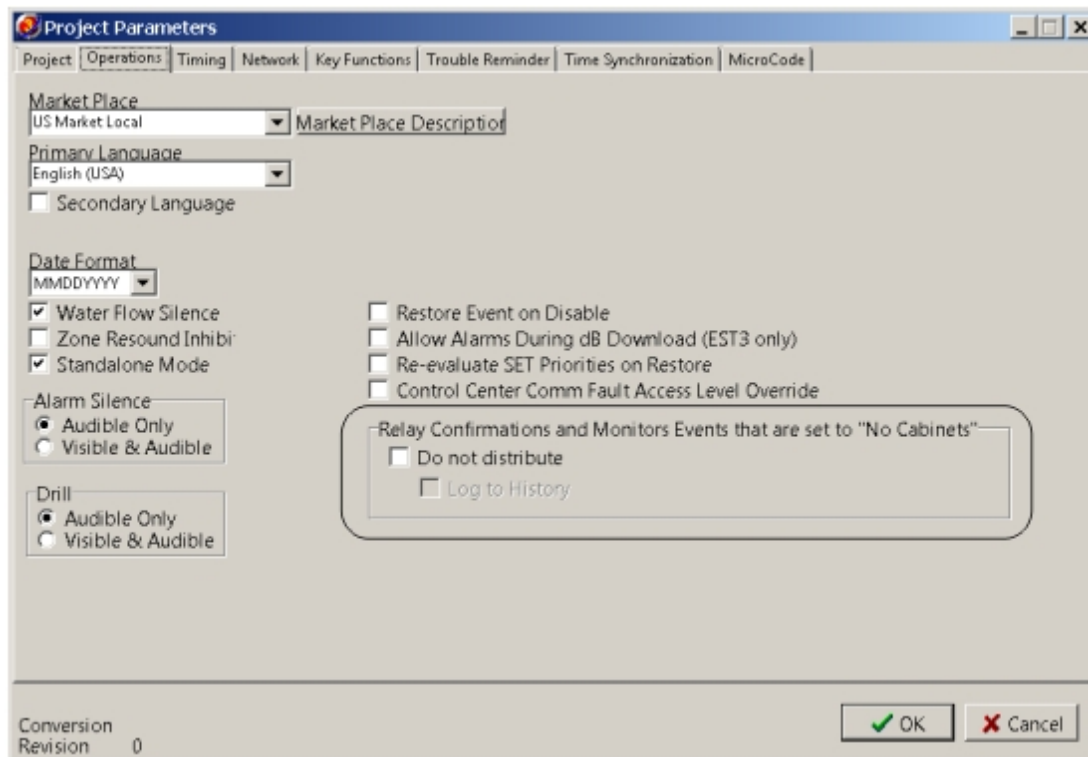 Project Parameters
Project Operations Timing Network Key Functions Trouble Reminder Time Synchronization MicroCode
Market Place
US Market Local Market Place Description
Primary Language
English (USA)
Secondary Language
Date Format
MMDDYYYY
Water Flow Silence
Zone Resound Inhibi
Standalone Mode
Restore Event on Disable
Allow Alarms During dB Download (EST3 only)
Re-evaluate SET Priorities on Restore
Control Center Comm Fault Access Level Override
Alarm Silence
Audible Only
Visible & Audible
Relay Confirmations and Monitors Events that are set to "No Cabinets"
Do not distribute
Log to History
Drill
Audible Only
Visible & Audible
Conversion
Revision 0
OK Cancel